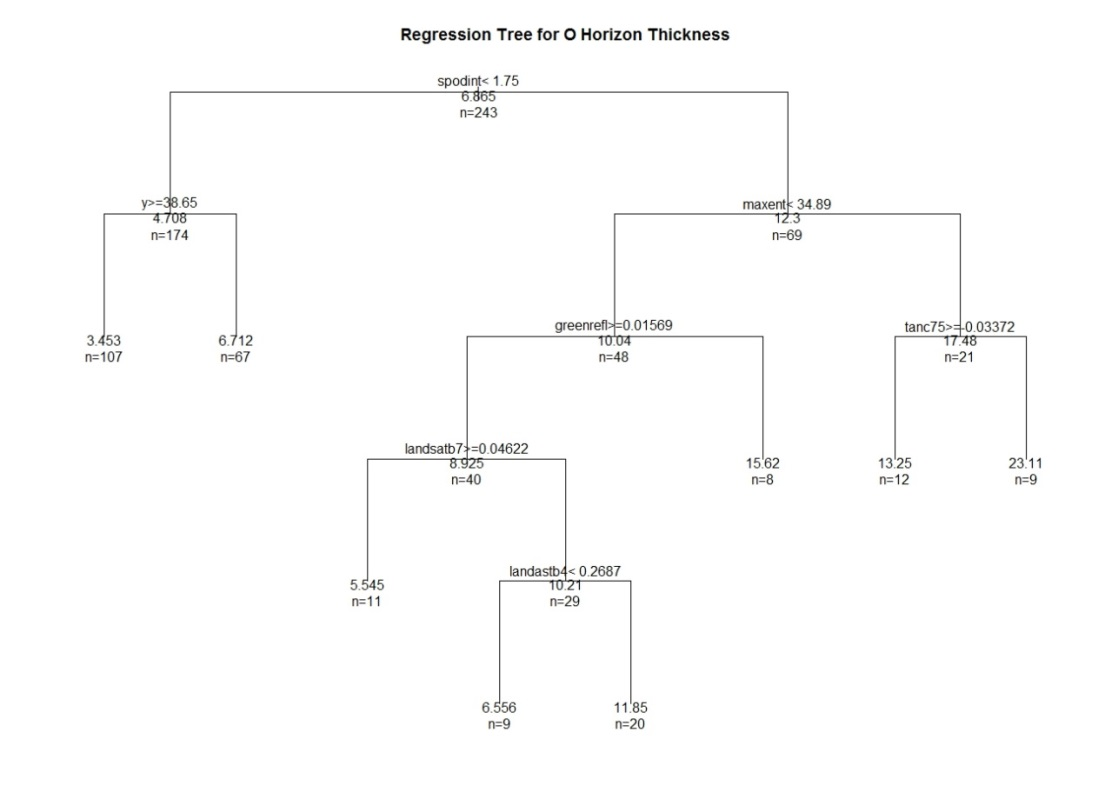 Regression Tree for O Horizon Thickness
spodint< 1.75
6.865
n=243
y>=38.65
4.708
n=174
maxent< 34.89
12.3
n=69
3.453
n=107
6.712
n=67
greenrefl>=0.01569
10.04
n=48
tanc75>=-0.03372
17.48
n=21
landsatb7>=0.04622
8.925
n=40
15.62
n=8
13.25
n=12
23.11
n=9
5.545
n=11
landastb4< 0.2687
10.21
n=29
6.556
n=9
11.85
n=20